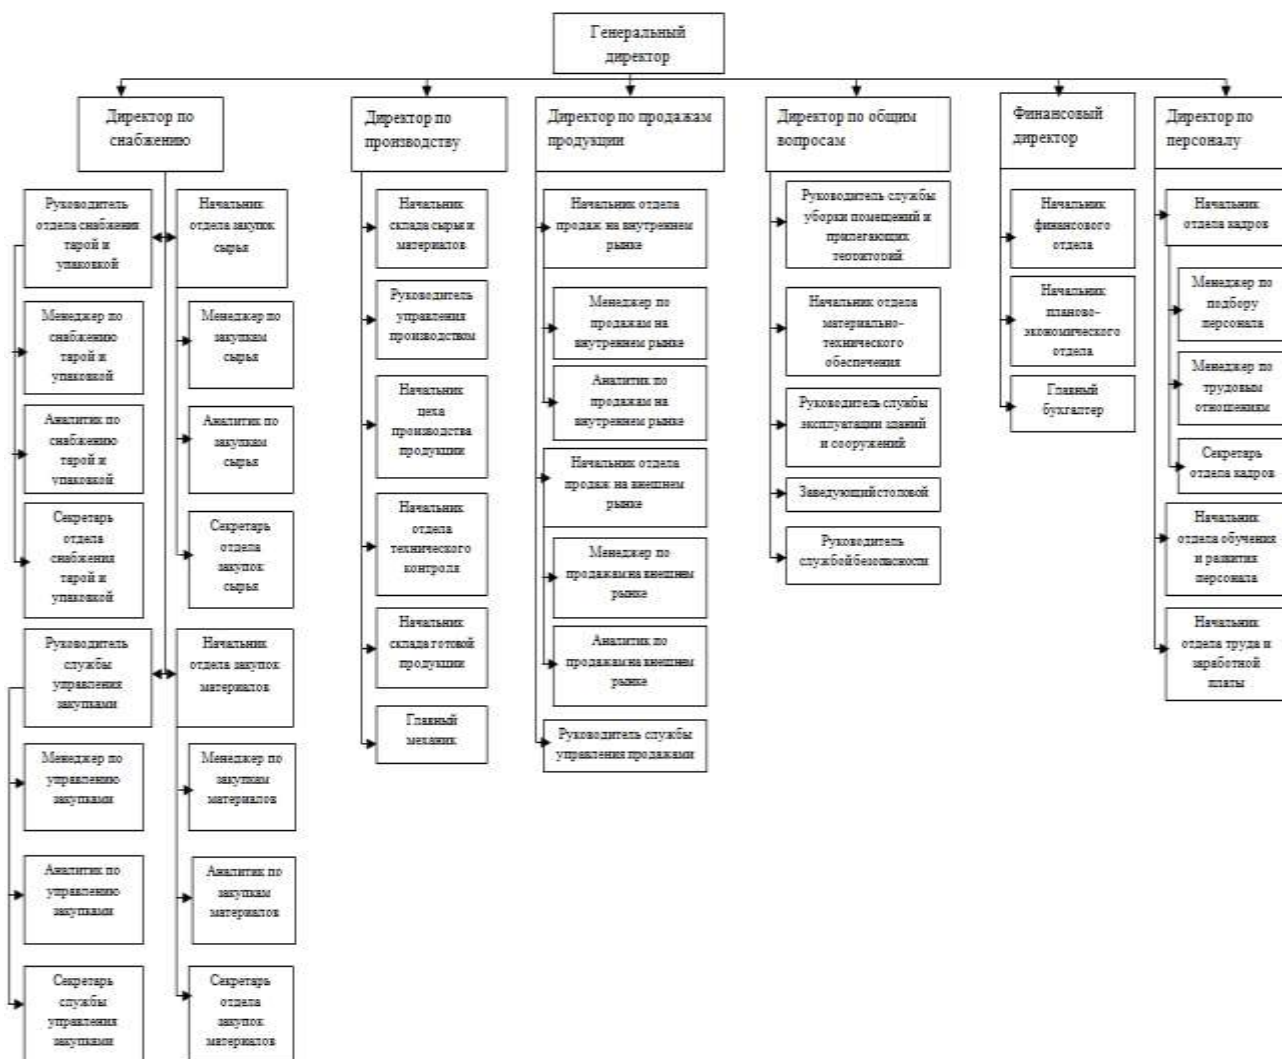 Генеральный
директор
Директор по
снабжению
Директор по
производству
Директор по продажам
продукции
Директор по общим
вопросам
Финансовый
директор
Директор по
персоналу
Руководитель
отдела снабжения
тарой и
упаковкой
Менеджер по
снабжению
тарой и
упаковкой
Аналитик по
снабжению
тарой и
упаковкой
Секретарь
отдела
снабжения
тарой и
упаковкой
Руководитель
службы
управления
закупками
Менеджер по
управлению
закупками
Аналитик по
управлению
закупками
Секретарь
службы
управления
закупками
Начальник
отдела закупок
сырья
Менеджер по
закупкам
сырья
Аналитик по
закупкам
сырья
Секретарь
отдела
закупок
сырья
Начальник
отдела закупок
материалов
Менеджер по
закупкам
материалов
Аналитик по
закупкам
материалов
Секретарь
отдела
закупок
материалов
Начальник
склада сырья и
материалов
Руководитель
управления
производством
Начальник
цеха
производства
продукции
Начальник
отдела
технического
контроля
Начальник
склада готовой
продукции
Главный
механик
Начальник отдела
продаж на внутреннем
рынке
Менеджер по
продажам на
внутреннем рынке
Аналитик по
продажам на
внутреннем рынке
Начальник отдела
продаж на внешнем
рынке
Менеджер по
продажам на внешнем
рынке
Аналитик по
продажам на внешнем
рынке
Руководитель службы
управления продажами
Руководитель службы
уборки помещений и
прилегающих
территорий
Начальник отдела
материально-
технического
обеспечения
Руководитель службы
эксплуатации зданий
и сооружений
Заведующий столовой
Руководитель
службой безопасности
Начальник
финансового
отдела
Начальник
планово-
экономического
отдела
Главный
бухгалтер
Начальник
отдела кадров
Менеджер по
подбору
персонала
Менеджер по
трудовым
отношениям
Секретарь
отдела кадров
Начальник
отдела обучения
и развития
персонала
Начальник
отдела труда и
заработной
платы